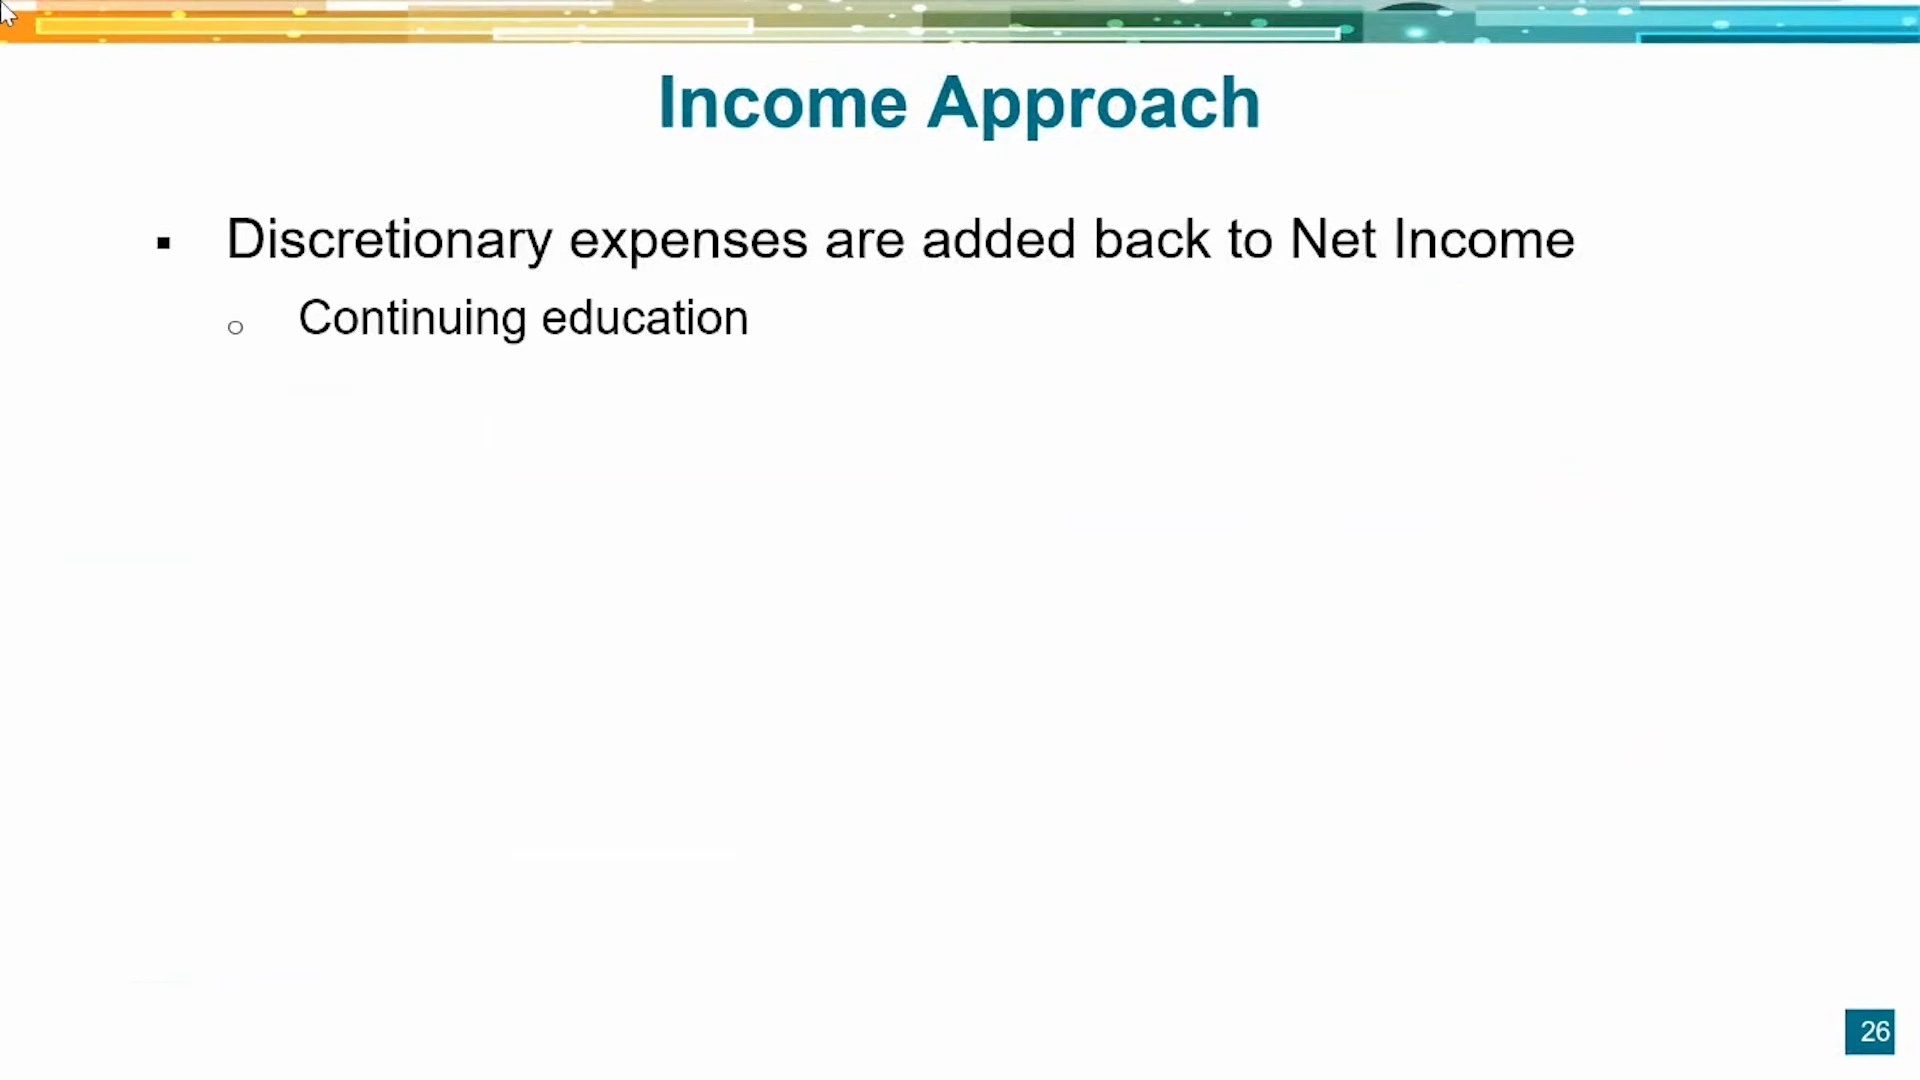 Income Approach
▪ Discretionary expenses are added back to Net Income
○ Continuing education
26